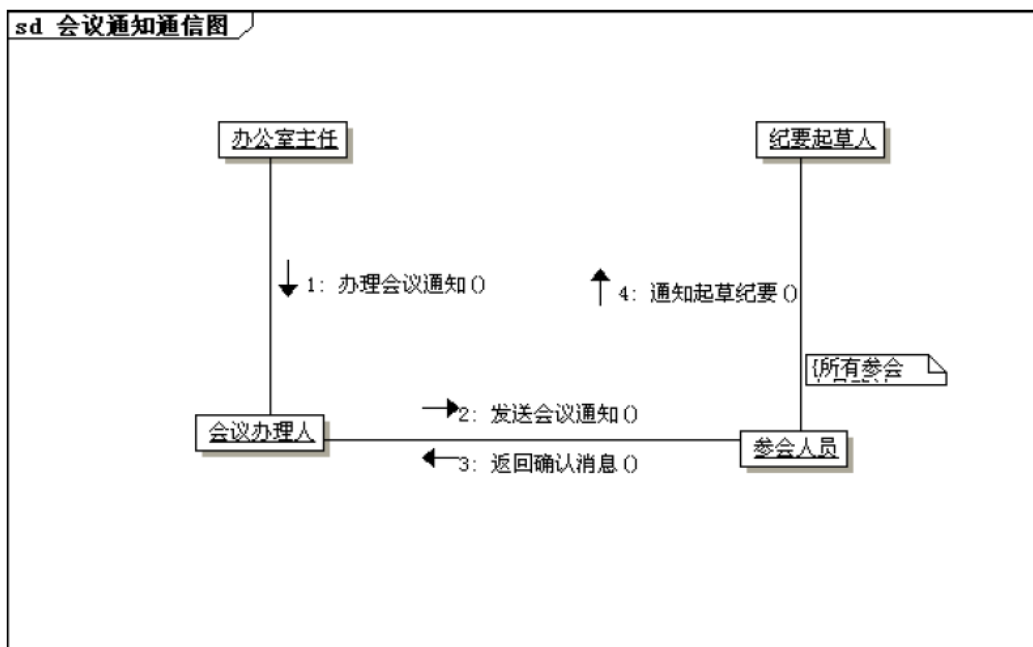 sd 会议通知通信图
办公室主任
纪要起草人
1: 办理会议通知()
4: 通知起草纪要()
{所有参会
会议办理人
2: 发送会议通知()
参会人员
3: 返回确认消息()